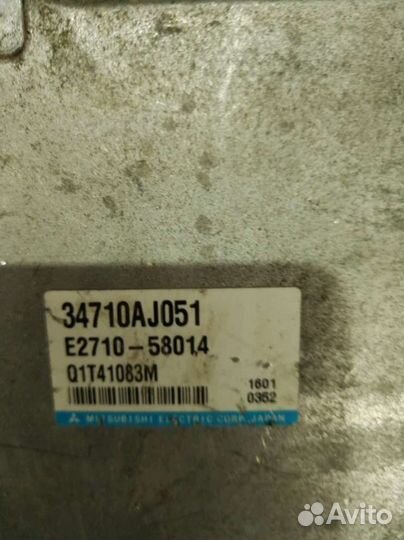 34710AJ051
E2710-58014
Q1T41083M
1601
0352
MITSUBISHI ELECTRIC CORP. JAPAN
Avito